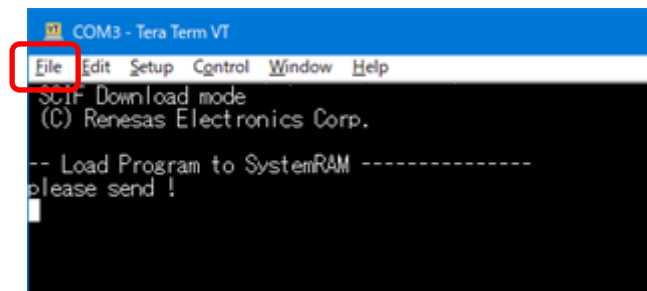 COM3 - Tera Term VT
File Edit Setup Control Window Help
SCIF Download mode
(C) Renesas Electronics Corp.
-- Load Program to SystemRAM ---------------
please send !